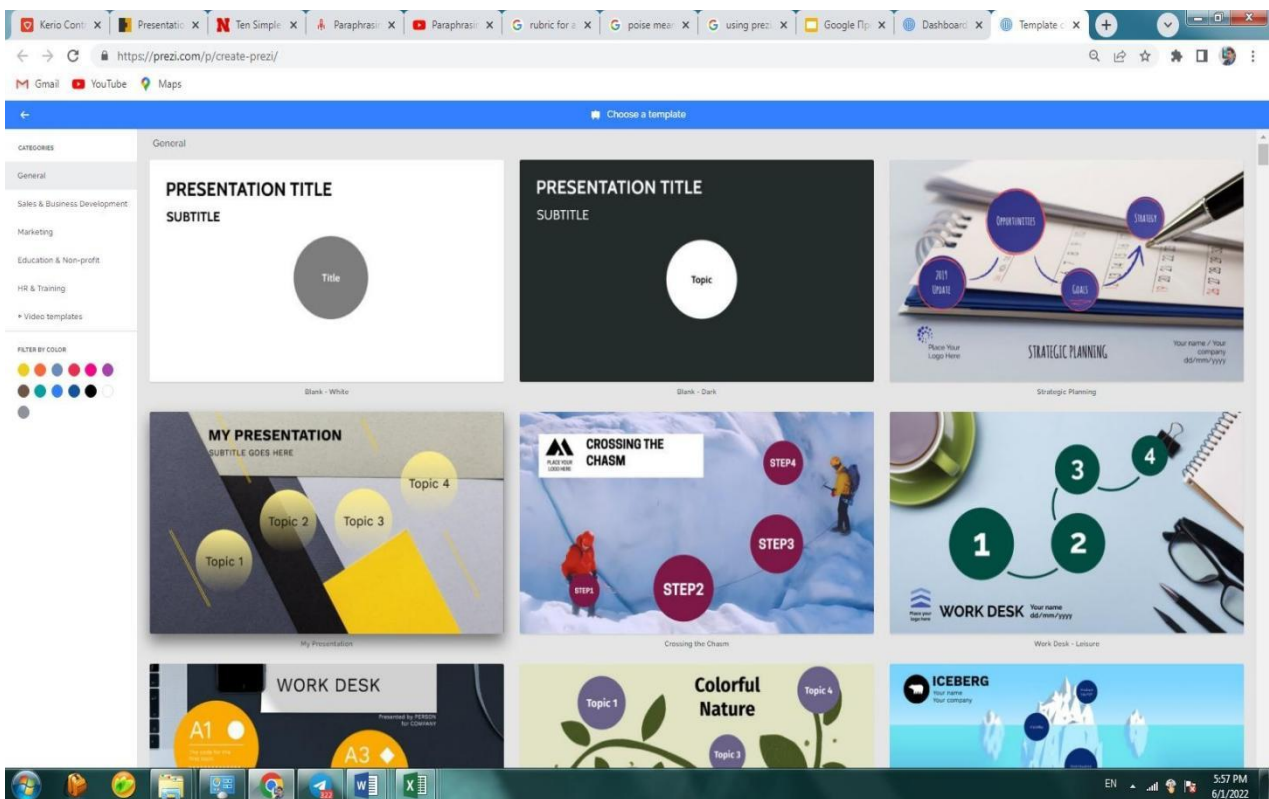 Kerio Cont
Presentatio
Ten Simple
Paraphrasin
Paraphrasin
rubric for a
poise mean
using prezi
Google Пр
Dashboard
Template c
https://prezi.com/p/create-prezi/
Gmail
YouTube
Maps
Choose a template
CATEGORIES
General
Sales & Business Development
Marketing
Education & Non-profit
HR & Training
+ Video templates
FILTER BY COLOR
General
PRESENTATION TITLE
SUBTITLE
Title
Blank - White
PRESENTATION TITLE
SUBTITLE
Topic
Blank - Dark
OPPORTUNITIES
STRATEGY
2019
UPDATE
GOALS
Place Your
Logo Here
STRATEGIC PLANNING
Your name / Your
company
dd/mm/yyyy
Strategic Planning
MY PRESENTATION
SUBTITLE GOES HERE
Topic 4
Topic 2
Topic 3
Topic 1
My Presentation
PLACE YOUR
LOGO HERE
CROSSING THE
CHASM
STEP4
STEP3
STEP1
STEP2
Crossing the Chasm
3
4
1
2
Place your
logo here
WORK DESK
Your name
dd/mm/yyyy
Work Desk - Leisure
WORK DESK
Presented by PERSON
for COMPANY
A1
A3
Colorful
Nature
Topic 1
Topic 4
Topic 3
ICEBERG
Your name
Your company
322
EN
5:57 PM
6/1/2022